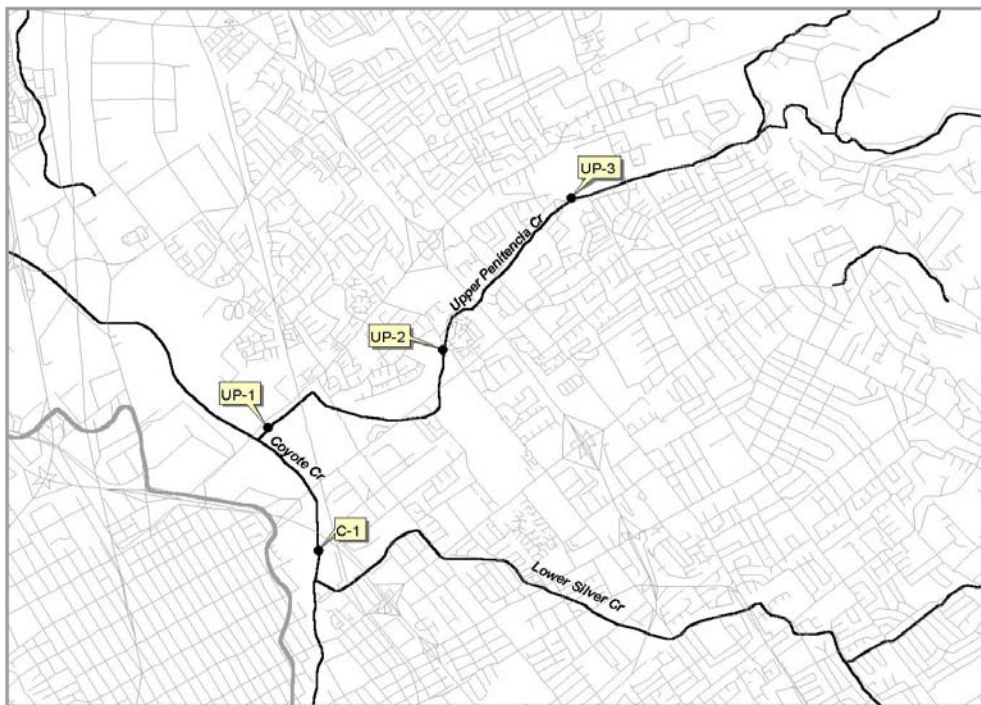 UP-3
Upper Penitencia Cr
UP-2
UP-1
Coyote Cr
C-1
Lower Silver Cr